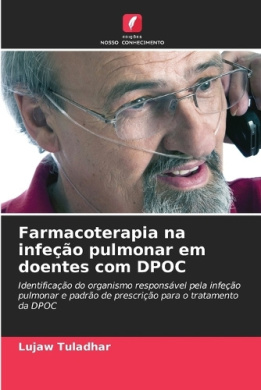 edições
NOSSO CONHECIMENTO
Farmacoterapia na
infeção pulmonar em
doentes com DPOC
Identificação do organismo responsável pela infeção
pulmonar e padrão de prescrição para o tratamento
da DPOC
Lujaw Tuladhar